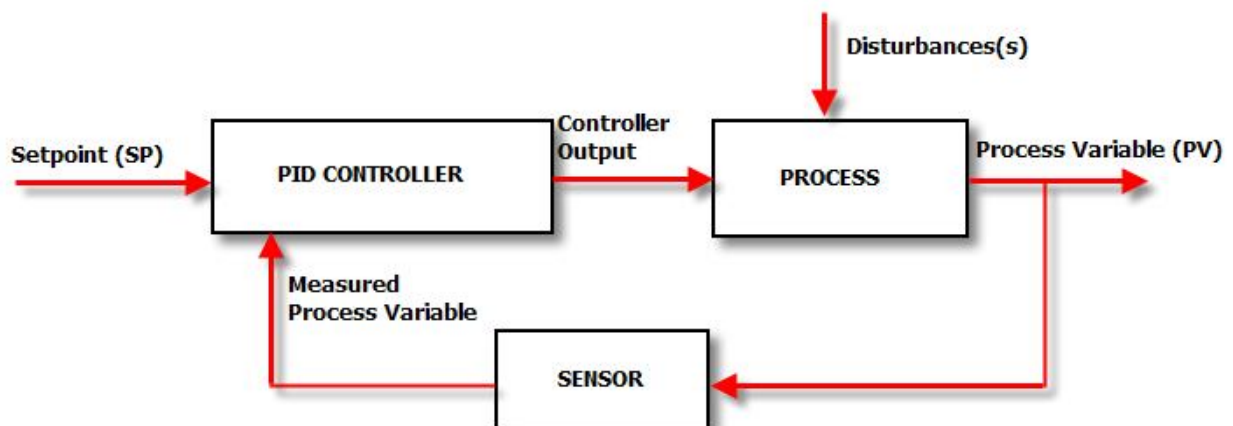 Disturbances(s)
Setpoint (SP)
PID CONTROLLER
Controller
Output
PROCESS
Process Variable (PV)
Measured
Process Variable
SENSOR